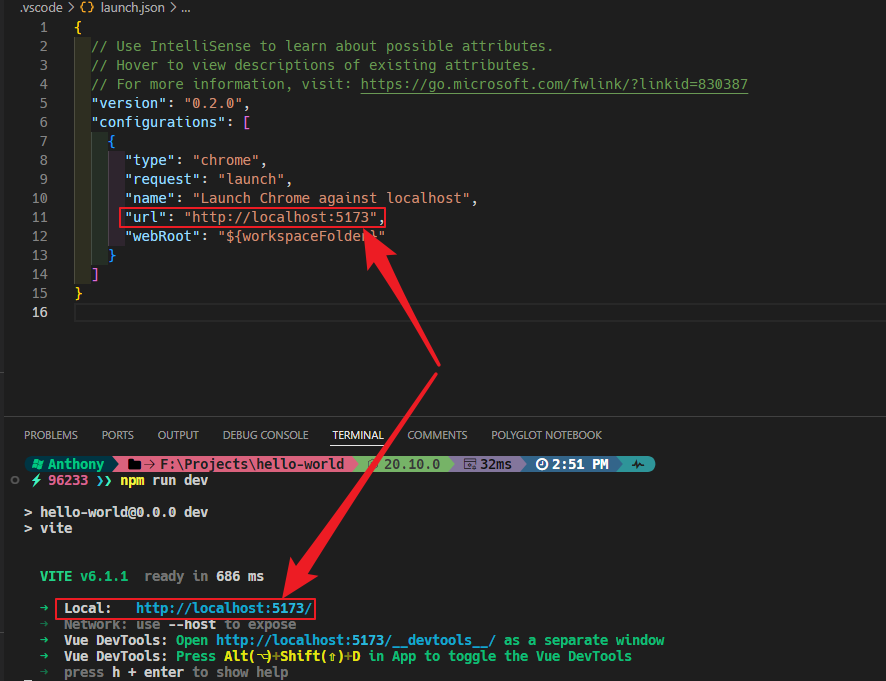 .vscode > {} launch.json > ...
1 {
2 // Use IntelliSense to learn about possible attributes.
3 // Hover to view descriptions of existing attributes.
4 // For more information, visit: https://go.microsoft.com/fwlink/?linkid=830387
5 "version": "0.2.0",
6 "configurations": [
7 {
8 "type": "chrome",
9 "request": "launch",
10 "name": "Launch Chrome against localhost",
11 "url": "http://localhost:5173",
12 "webRoot": "${workspaceFolder}"
13 }
14 ]
15 }
16
PROBLEMS PORTS OUTPUT DEBUG CONSOLE TERMINAL COMMENTS POLYGLOT NOTEBOOK
Anthony → F:\Projects\hello-world 20.10.0 32ms 2:51 PM
⚡ 96233 ❯❯ npm run dev
> hello-world@0.0.0 dev
> vite
VITE v6.1.1 ready in 686 ms
→ Local: http://localhost:5173/
→ Network: use --host to expose
→ Vue DevTools: Open http://localhost:5173/__devtools__/ as a separate window
→ Vue DevTools: Press Alt(⌥)+Shift(⇧)+D in App to toggle the Vue DevTools
→ press h + enter to show help